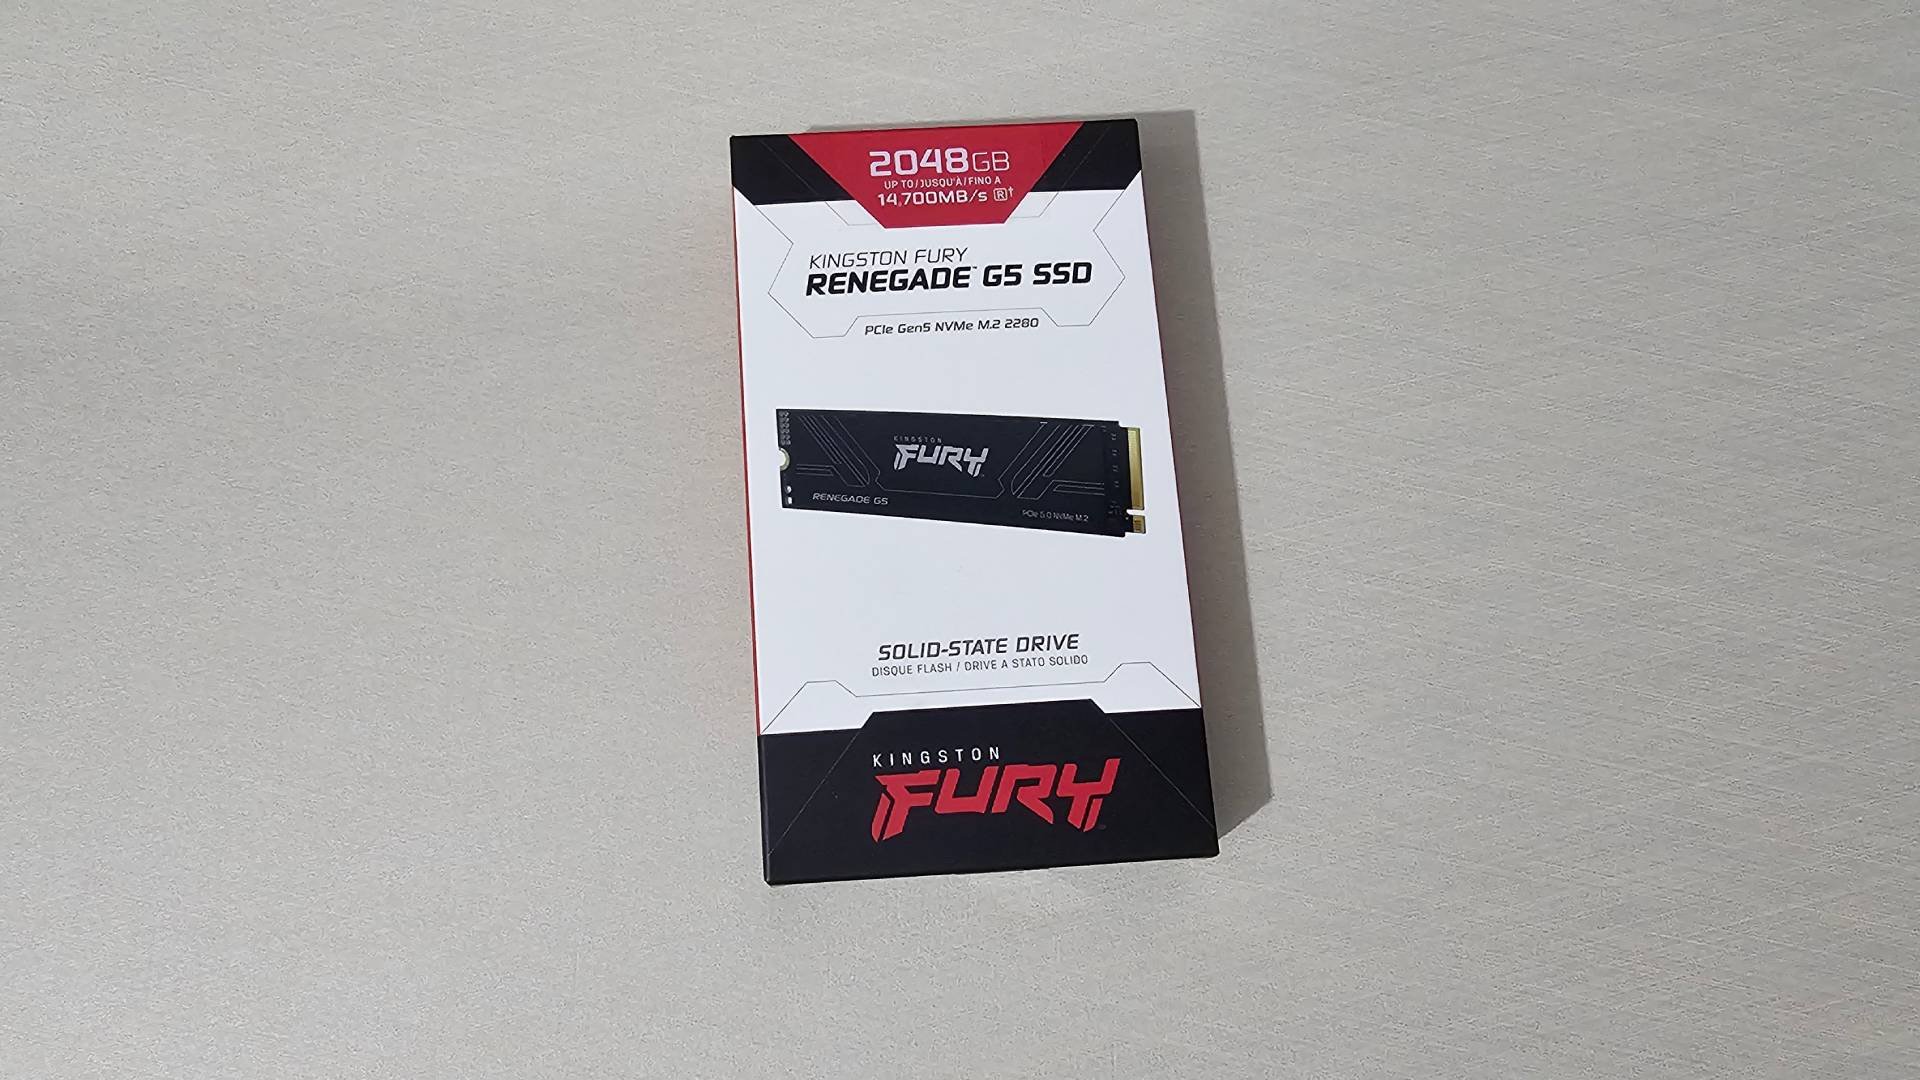 2048GB
UP TO/JUSQU'À/FINO A
14,700MB/s R†
KINGSTON FURY
RENEGADE™ G5 SSD
PCIe Gen5 NVMe M.2 2280
KINGSTON
FURY
RENEGADE G5
PCIe 5.0 NVMe M.2
SOLID-STATE DRIVE
DISQUE FLASH / DRIVE A STATO SOLIDO
KINGSTON
FURY